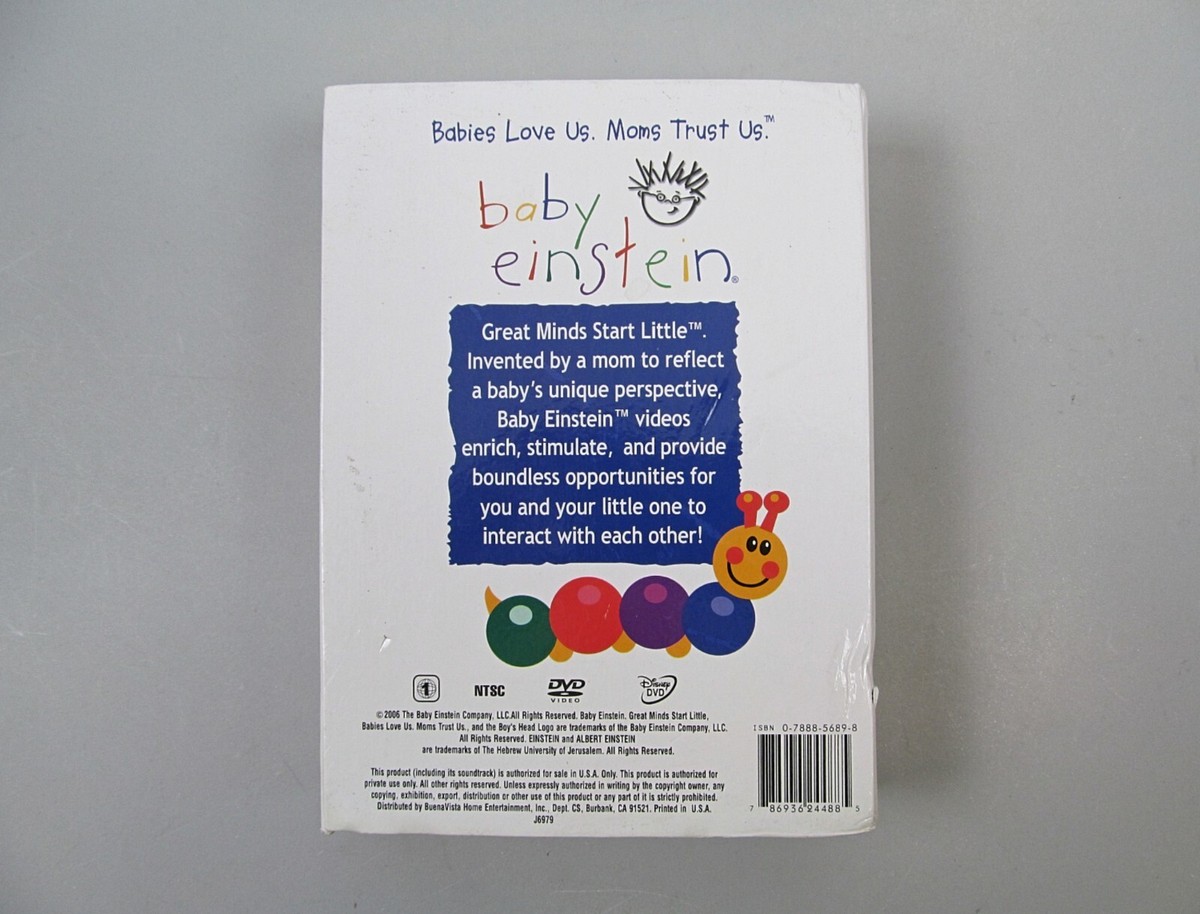 Babies Love Us. Moms Trust Us.™
baby
einstein®
Great Minds Start Little™.
Invented by a mom to reflect
a baby's unique perspective,
Baby Einstein™ videos
enrich, stimulate, and provide
boundless opportunities for
you and your little one to
interact with each other!
1
NTSC
DVD
VIDEO
Disney
DVD
©2006 The Baby Einstein Company, LLC.All Rights Reserved. Baby Einstein. Great Minds Start Little,
Babies Love Us. Moms Trust Us., and the Boy's Head Logo are trademarks of the Baby Einstein Company, LLC.
All Rights Reserved. EINSTEIN and ALBERT EINSTEIN
are trademarks of The Hebrew University of Jerusalem. All Rights Reserved.
This product (including its soundtrack) is authorized for sale in U.S.A. Only. This product is authorized for
private use only. All other rights reserved. Unless expressly authorized in writing by the copyright owner, any
copying, exhibition, export, distribution or other use of this product or any part of it is strictly prohibited.
Distributed by BuenaVista Home Entertainment, Inc., Dept. CS, Burbank, CA 91521. Printed in U.S.A.
J6979
ISBN 0-7888-5689-8
7 86936 24488 5